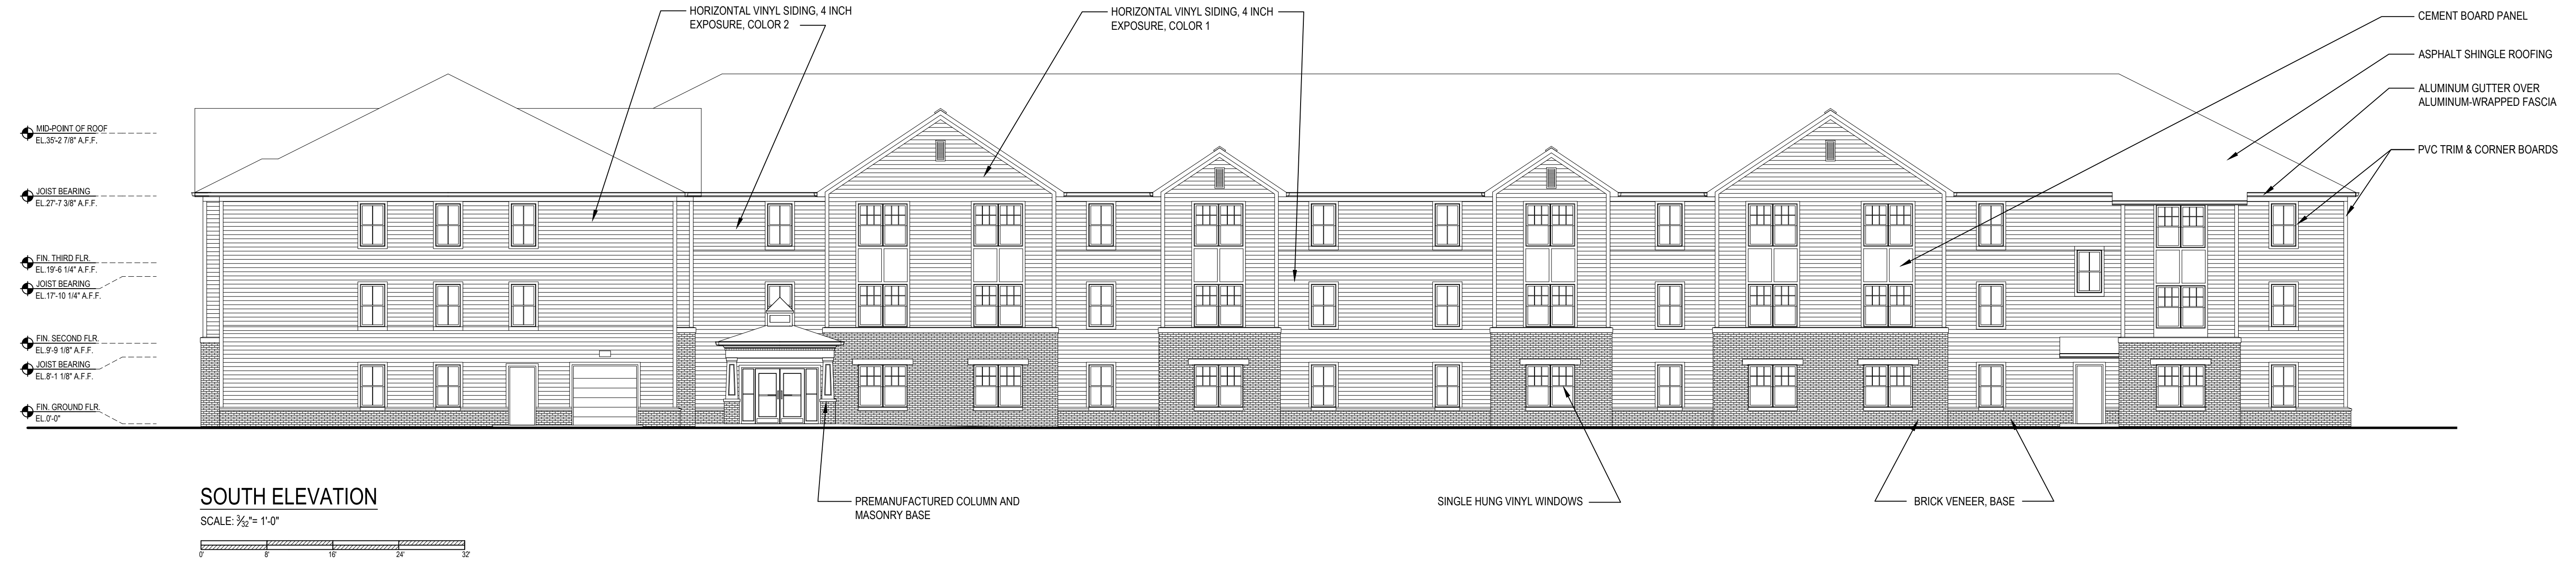 HORIZONTAL VINYL SIDING, 4 INCH
EXPOSURE, COLOR 2
HORIZONTAL VINYL SIDING, 4 INCH
EXPOSURE, COLOR 1
CEMENT BOARD PANEL
ASPHALT SHINGLE ROOFING
ALUMINUM GUTTER OVER
ALUMINUM-WRAPPED FASCIA
PVC TRIM & CORNER BOARDS
MID-POINT OF ROOF
EL.35'-2 7/8" A.F.F.
JOIST BEARING
EL.27'-7 3/8" A.F.F.
FIN. THIRD FLR.
EL.19'-6 1/4" A.F.F.
JOIST BEARING
EL.17'-10 1/4" A.F.F.
FIN. SECOND FLR.
EL.9'-9 1/8" A.F.F.
JOIST BEARING
EL.8'-1 1/8" A.F.F.
FIN. GROUND FLR.
EL.0'-0"
PREMANUFACTURED COLUMN AND
MASONRY BASE
SINGLE HUNG VINYL WINDOWS
BRICK VENEER, BASE
SOUTH ELEVATION
SCALE: 3/32"= 1'-0"
0' 8' 16' 24' 32'